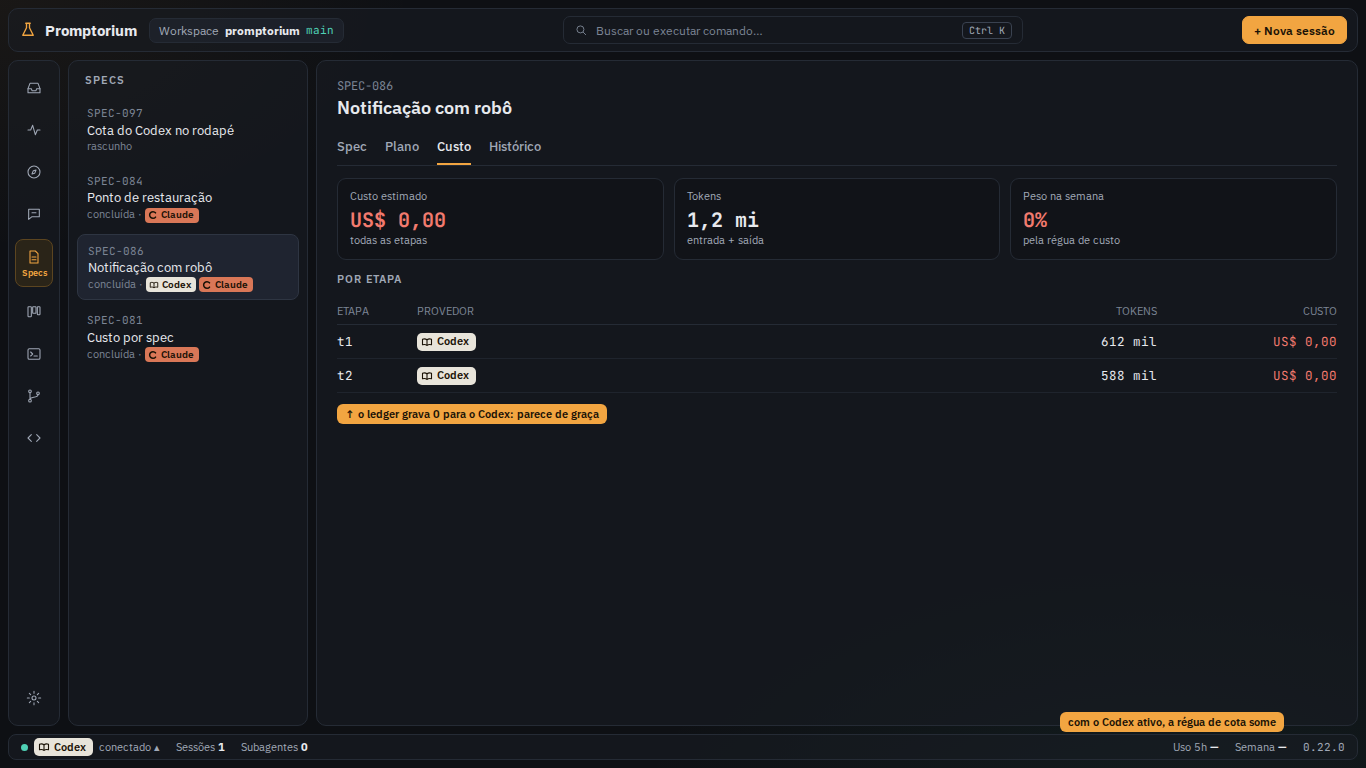 Promptorium
Workspace promptorium main
Buscar ou executar comando...
Ctrl K
+ Nova sessão
Specs
SPECS
SPEC-097
Cota do Codex no rodapé
rascunho
SPEC-084
Ponto de restauração
concluída · Claude
SPEC-086
Notificação com robô
concluída · Codex Claude
SPEC-081
Custo por spec
concluída · Claude
SPEC-086
Notificação com robô
Spec Plano Custo Histórico
Custo estimado
US$ 0,00
todas as etapas
Tokens
1,2 mi
entrada + saída
Peso na semana
0%
pela régua de custo
POR ETAPA
ETAPA PROVEDOR TOKENS CUSTO
t1 Codex 612 mil US$ 0,00
t2 Codex 588 mil US$ 0,00
↑ o ledger grava 0 para o Codex: parece de graça
com o Codex ativo, a régua de cota some
Codex conectado ▴ Sessões 1 Subagentes 0
Uso 5h — Semana — 0.22.0